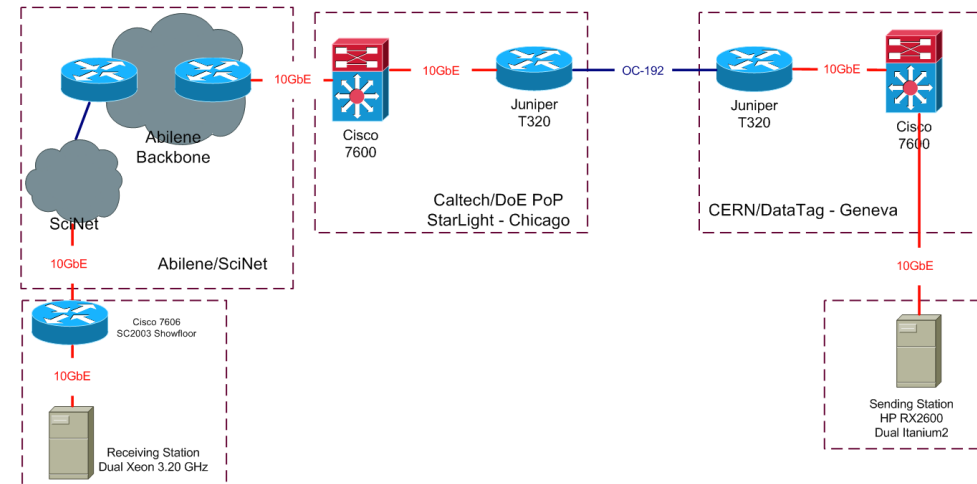 Abilene
Backbone
SciNet
10GbE
Abilene/SciNet
10GbE
Cisco
7600
10GbE
Juniper
T320
Caltech/DoE PoP
StarLight - Chicago
OC-192
Juniper
T320
10GbE
Cisco
7600
CERN/DataTag - Geneva
10GbE
Sending Station
HP RX2600
Dual Itanium2
10GbE
Cisco 7606
SC2003 Showfloor
10GbE
Receiving Station
Dual Xeon 3.20 GHz